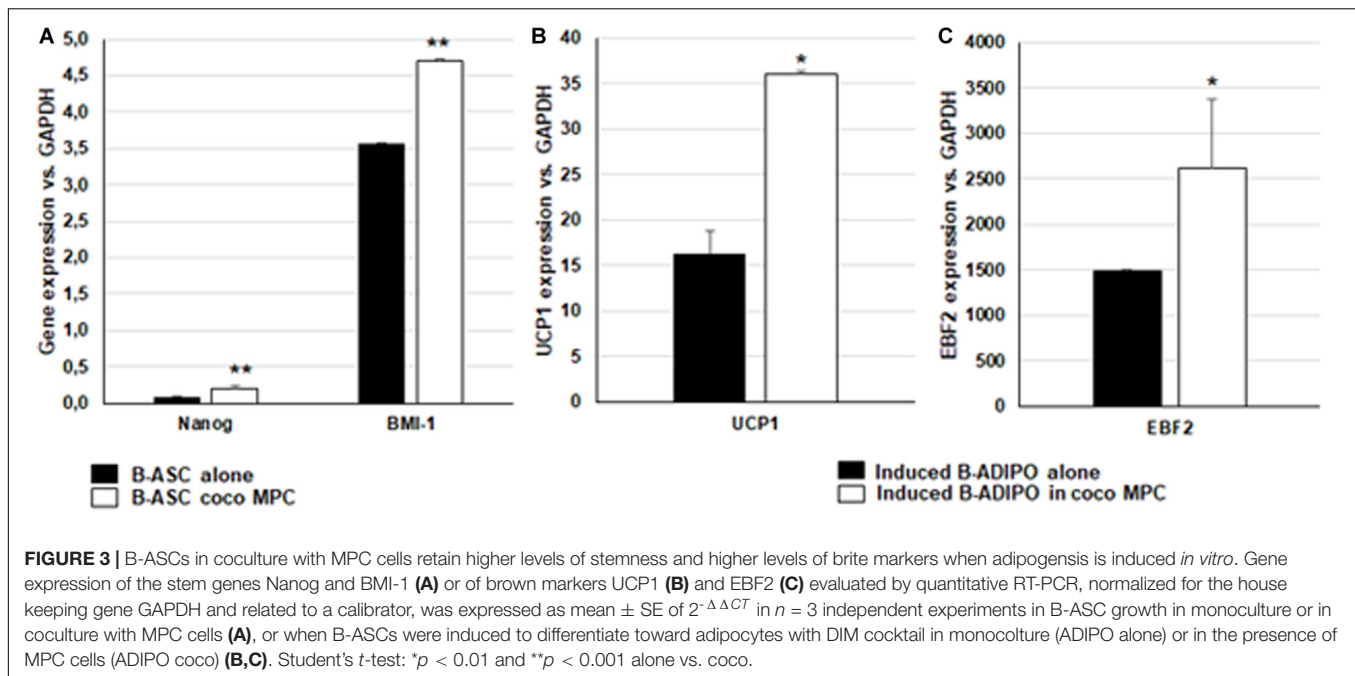 A
5,0
4,5
4,0
3,5
3,0
2,5
2,0
1,5
1,0
0,5
0,0
Gene expression vs. GAPDH
**
**
Nanog
BMI-1
B-ASC alone
B-ASC coco MPC
B
40
35
30
25
20
15
10
5
0
UCP1 expression vs. GAPDH
*
UCP1
C
4000
3500
3000
2500
2000
1500
1000
500
0
EBF2 expression vs. GAPDH
*
EBF2
Induced B-ADIPO alone
Induced B-ADIPO in coco MPC
FIGURE 3 | B-ASCs in coculture with MPC cells retain higher levels of stemness and higher levels of brite markers when adipogensis is induced in vitro. Gene
expression of the stem genes Nanog and BMI-1 (A) or of brown markers UCP1 (B) and EBF2 (C) evaluated by quantitative RT-PCR, normalized for the house
keeping gene GAPDH and related to a calibrator, was expressed as mean ± SE of 2-ΔΔCT in n = 3 independent experiments in B-ASC growth in monoculture or in
coculture with MPC cells (A), or when B-ASCs were induced to differentiate toward adipocytes with DIM cocktail in monocolture (ADIPO alone) or in the presence of
MPC cells (ADIPO coco) (B,C). Student's t-test: *p < 0.01 and **p < 0.001 alone vs. coco.